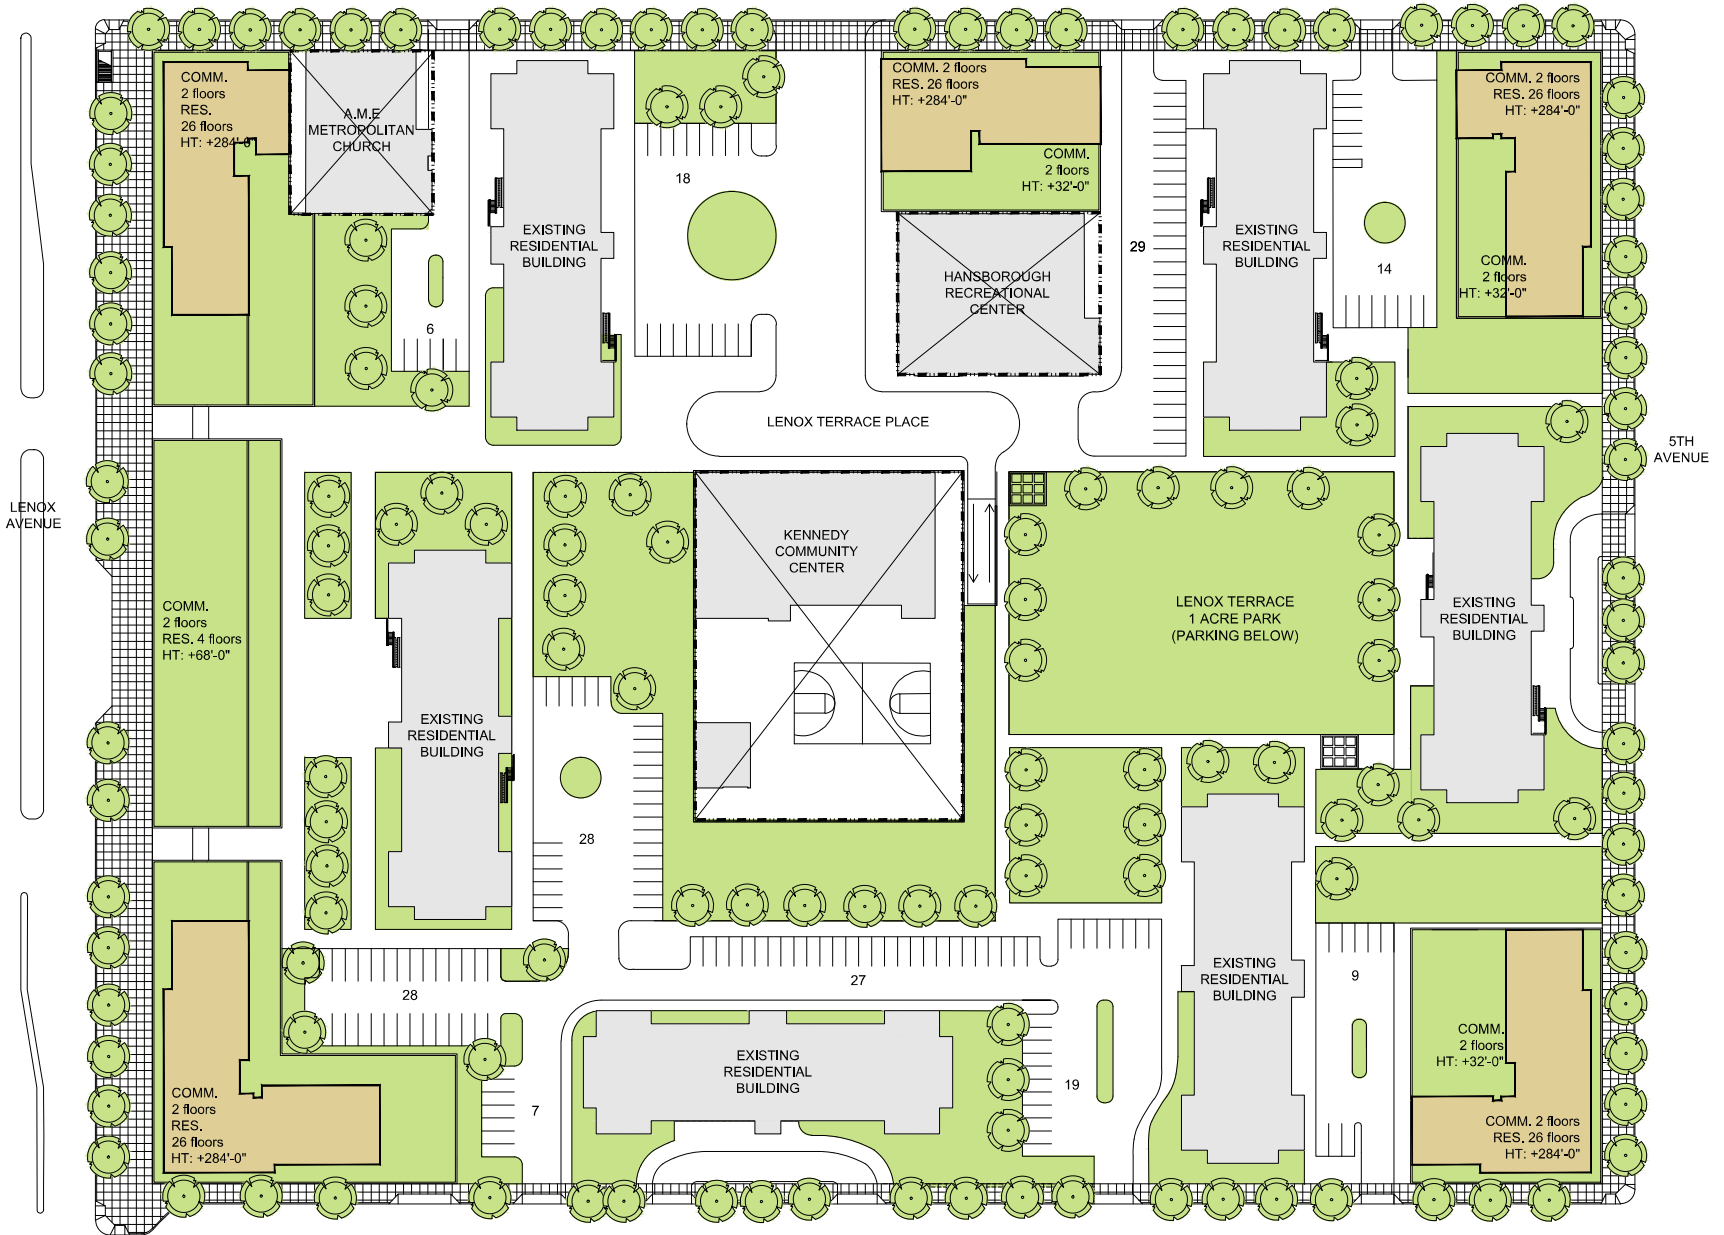 COMM.
2 floors
RES.
26 floors
HT: +284'-0"
A.M.E
METROPOLITAN
CHURCH
6
EXISTING
RESIDENTIAL
BUILDING
18
COMM. 2 floors
RES. 26 floors
HT: +284'-0"
COMM.
2 floors
HT: +32'-0"
HANSBOROUGH
RECREATIONAL
CENTER
29
EXISTING
RESIDENTIAL
BUILDING
14
COMM. 2 floors
RES. 26 floors
HT: +284'-0"
COMM.
2 floors
HT: +32'-0"
LENOX TERRACE PLACE
5TH
AVENUE
LENOX
AVENUE
COMM.
2 floors
RES. 4 floors
HT: +68'-0"
EXISTING
RESIDENTIAL
BUILDING
KENNEDY
COMMUNITY
CENTER
LENOX TERRACE
1 ACRE PARK
(PARKING BELOW)
EXISTING
RESIDENTIAL
BUILDING
28
28
27
EXISTING
RESIDENTIAL
BUILDING
9
COMM.
2 floors
RES.
26 floors
HT: +284'-0"
7
EXISTING
RESIDENTIAL
BUILDING
19
COMM.
2 floors
HT: +32'-0"
COMM. 2 floors
RES. 26 floors
HT: +284'-0"